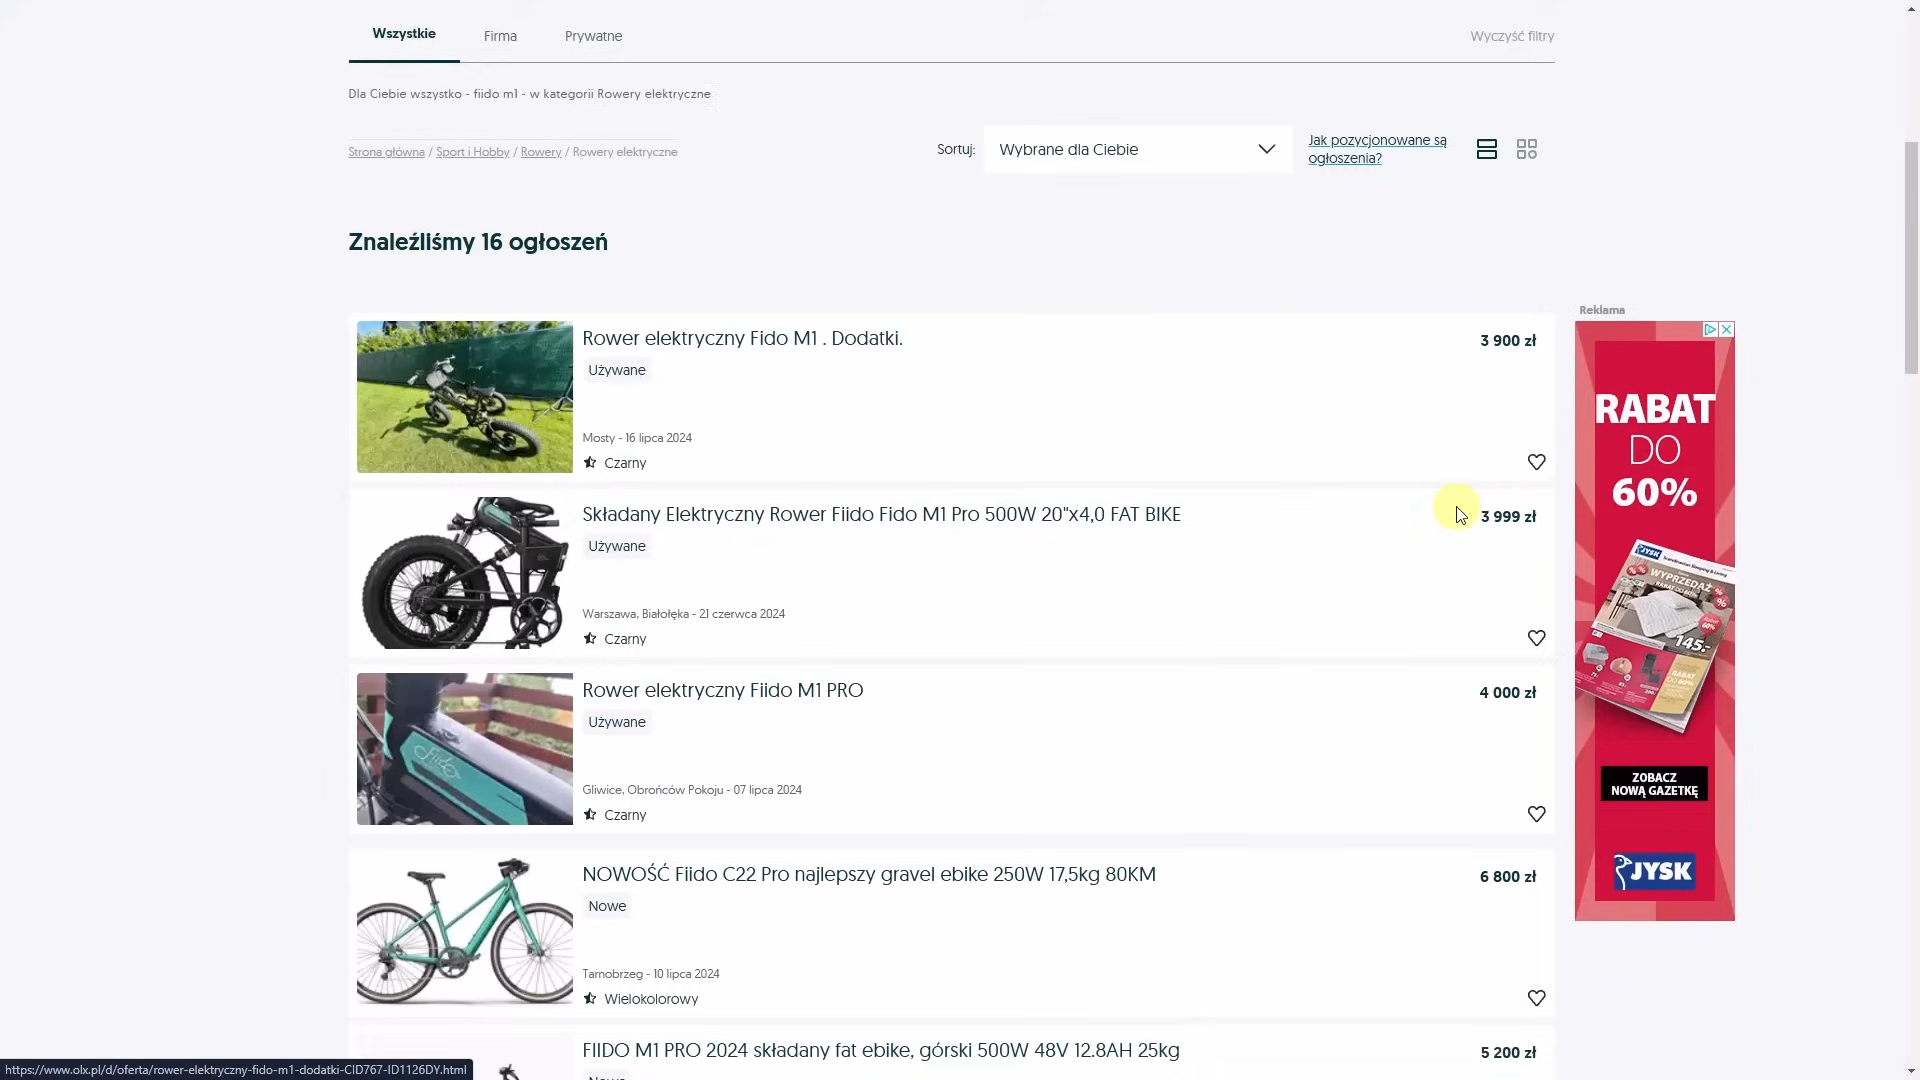 Wszystkie
Firma
Prywatne
Wyczyść filtry
Dla Ciebie wszystko - fiido m1 - w kategorii Rowery elektryczne
Strona główna / Sport i Hobby / Rowery / Rowery elektryczne
Sortuj:
Wybrane dla Ciebie
Jak pozycjonowane są
ogłoszenia?
Znaleźliśmy 16 ogłoszeń
Reklama
Rower elektryczny Fido M1 . Dodatki.
3 900 zł
Używane
Mosty - 16 lipca 2024
Czarny
Składany Elektryczny Rower Fiido Fido M1 Pro 500W 20"x4,0 FAT BIKE
3 999 zł
Używane
Warszawa, Białołęka - 21 czerwca 2024
Czarny
Rower elektryczny Fiido M1 PRO
4 000 zł
Używane
Fiido
Gliwice, Obrońców Pokoju - 07 lipca 2024
Czarny
NOWOŚĆ Fiido C22 Pro najlepszy gravel ebike 250W 17,5kg 80KM
6 800 zł
Nowe
Tarnobrzeg - 10 lipca 2024
Wielokolorowy
FIIDO M1 PRO 2024 składany fat ebike, górski 500W 48V 12.8AH 25kg
5 200 zł
Nowe
RABAT
DO
60%
JYSK
WYPRZEDAŻ
145.-
ZOBACZ
NOWĄ GAZETKĘ
JYSK
https://www.olx.pl/d/oferta/rower-elektryczny-fido-m1-dodatki-CID767-ID1126DY.html